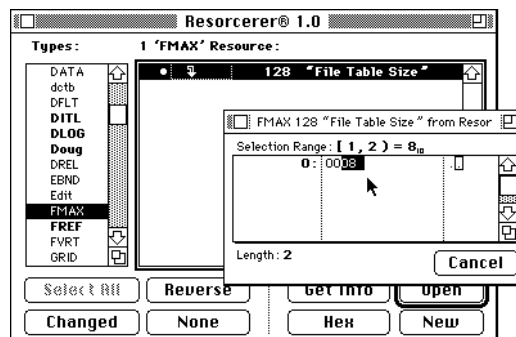 Resorcerer® 1.0
Types: 1 'FMAX' Resource:
DATA
dctb
DFLT
DITL
DLOG
Doug
DREL
EBND
Edit
FMAX
FREF
FVRT
GRID
128 "File Table Size"
FMAX 128 "File Table Size" from Resor
Selection Range: [ 1, 2 ) = 8₁₀
0: 0008
Length: 2
Cancel
Select All Reverse Get Info Open
Changed None Hex New